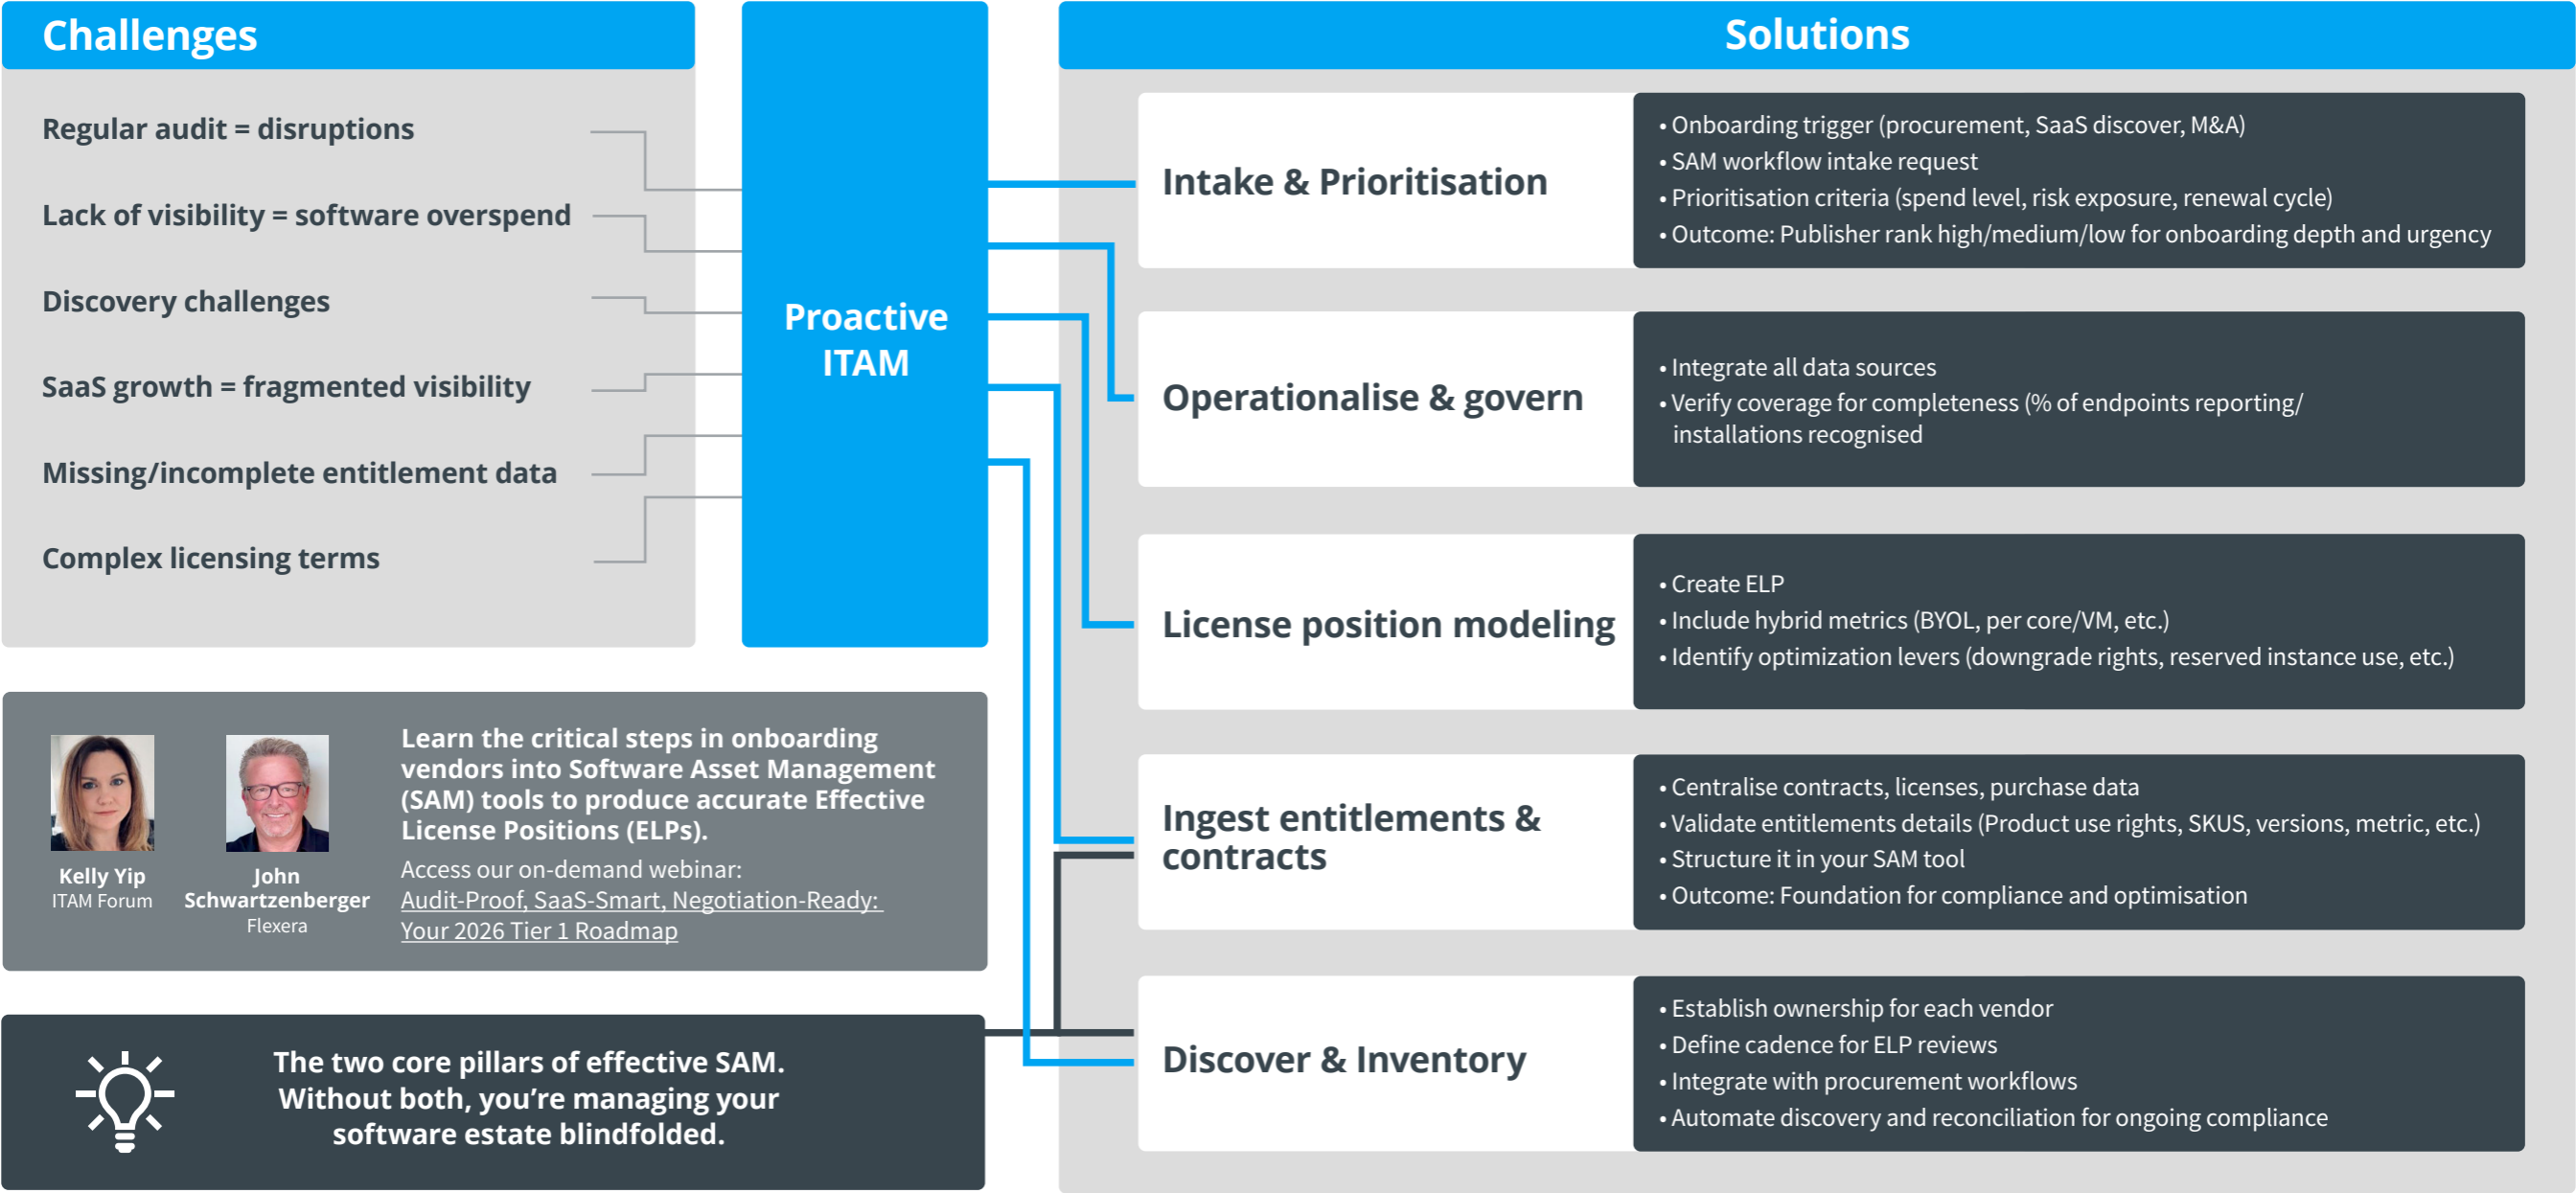 Challenges
Regular audit = disruptions
Lack of visibility = software overspend
Discovery challenges
SaaS growth = fragmented visibility
Missing/incomplete entitlement data
Complex licensing terms
Proactive
ITAM
Solutions
Intake & Prioritisation
• Onboarding trigger (procurement, SaaS discover, M&A)
• SAM workflow intake request
• Prioritisation criteria (spend level, risk exposure, renewal cycle)
• Outcome: Publisher rank high/medium/low for onboarding depth and urgency
Operationalise & govern
• Integrate all data sources
• Verify coverage for completeness (% of endpoints reporting/
installations recognised
License position modeling
• Create ELP
• Include hybrid metrics (BYOL, per core/VM, etc.)
• Identify optimization levers (downgrade rights, reserved instance use, etc.)
Ingest entitlements &
contracts
• Centralise contracts, licenses, purchase data
• Validate entitlements details (Product use rights, SKUS, versions, metric, etc.)
• Structure it in your SAM tool
• Outcome: Foundation for compliance and optimisation
Discover & Inventory
• Establish ownership for each vendor
• Define cadence for ELP reviews
• Integrate with procurement workflows
• Automate discovery and reconciliation for ongoing compliance
Kelly Yip
ITAM Forum
John
Schwartzenberger
Flexera
Learn the critical steps in onboarding
vendors into Software Asset Management
(SAM) tools to produce accurate Effective
License Positions (ELPs).
Access our on-demand webinar:
Audit-Proof, SaaS-Smart, Negotiation-Ready:
Your 2026 Tier 1 Roadmap
The two core pillars of effective SAM.
Without both, you’re managing your
software estate blindfolded.